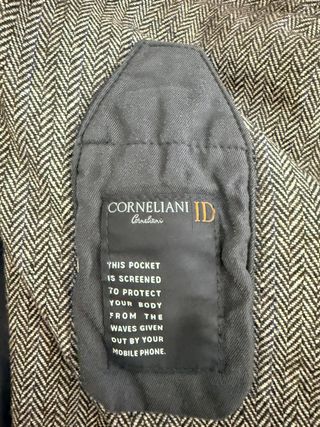 CORNELIANI ID
Corneliani
THIS POCKET
IS SCREENED
TO PROTECT
YOUR BODY
FROM THE
WAVES GIVEN
OUT BY YOUR
MOBILE PHONE.